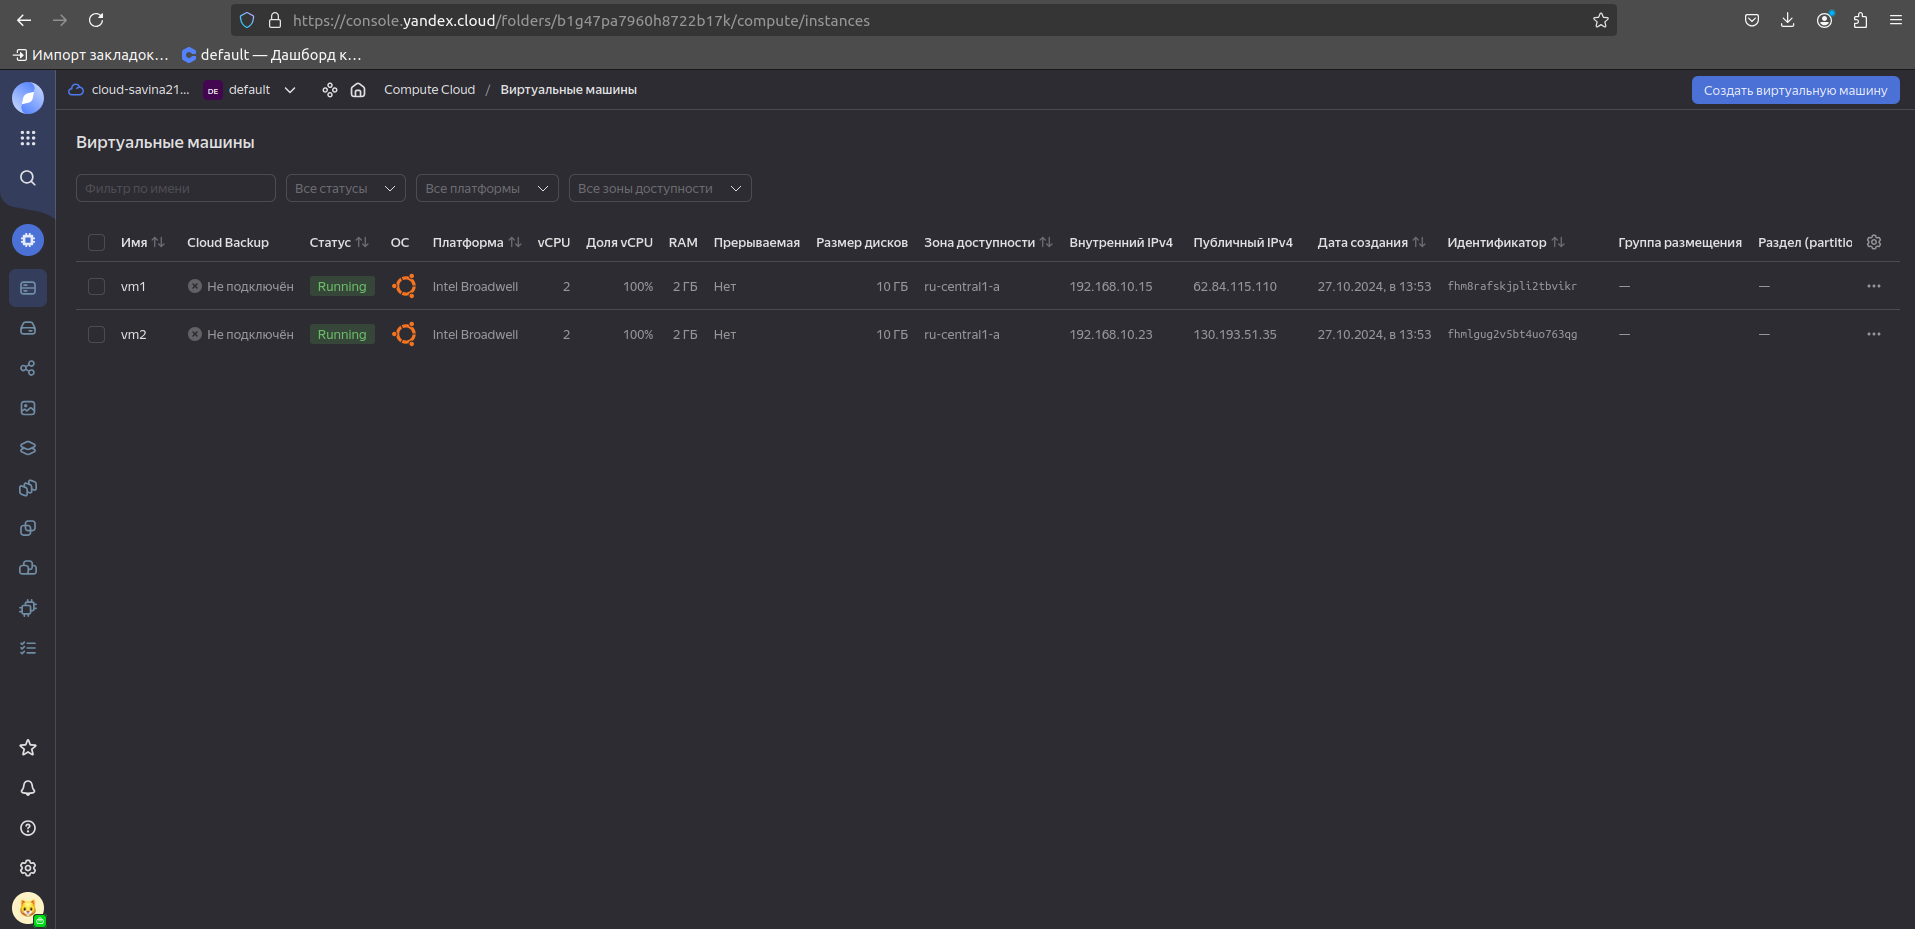 https://console.yandex.cloud/folders/b1g47pa7960h8722b17k/compute/instances
Импорт закладок... default — Дашборд к...
cloud-savina21... DE default Compute Cloud / Виртуальные машины Создать виртуальную машину
Виртуальные машины
Фильтр по имени Все статусы Все платформы Все зоны доступности
Имя Cloud Backup Статус ОС Платформа vCPU Доля vCPU RAM Прерываемая Размер дисков Зона доступности Внутренний IPv4 Публичный IPv4 Дата создания Идентификатор Группа размещения Раздел (partitio
vm1 Не подключён Running Intel Broadwell 2 100% 2 ГБ Нет 10 ГБ ru-central1-a 192.168.10.15 62.84.115.110 27.10.2024, в 13:53 fhm8rafskjpli2tbvikr — —
vm2 Не подключён Running Intel Broadwell 2 100% 2 ГБ Нет 10 ГБ ru-central1-a 192.168.10.23 130.193.51.35 27.10.2024, в 13:53 fhmlgug2v5bt4uo763qg — —